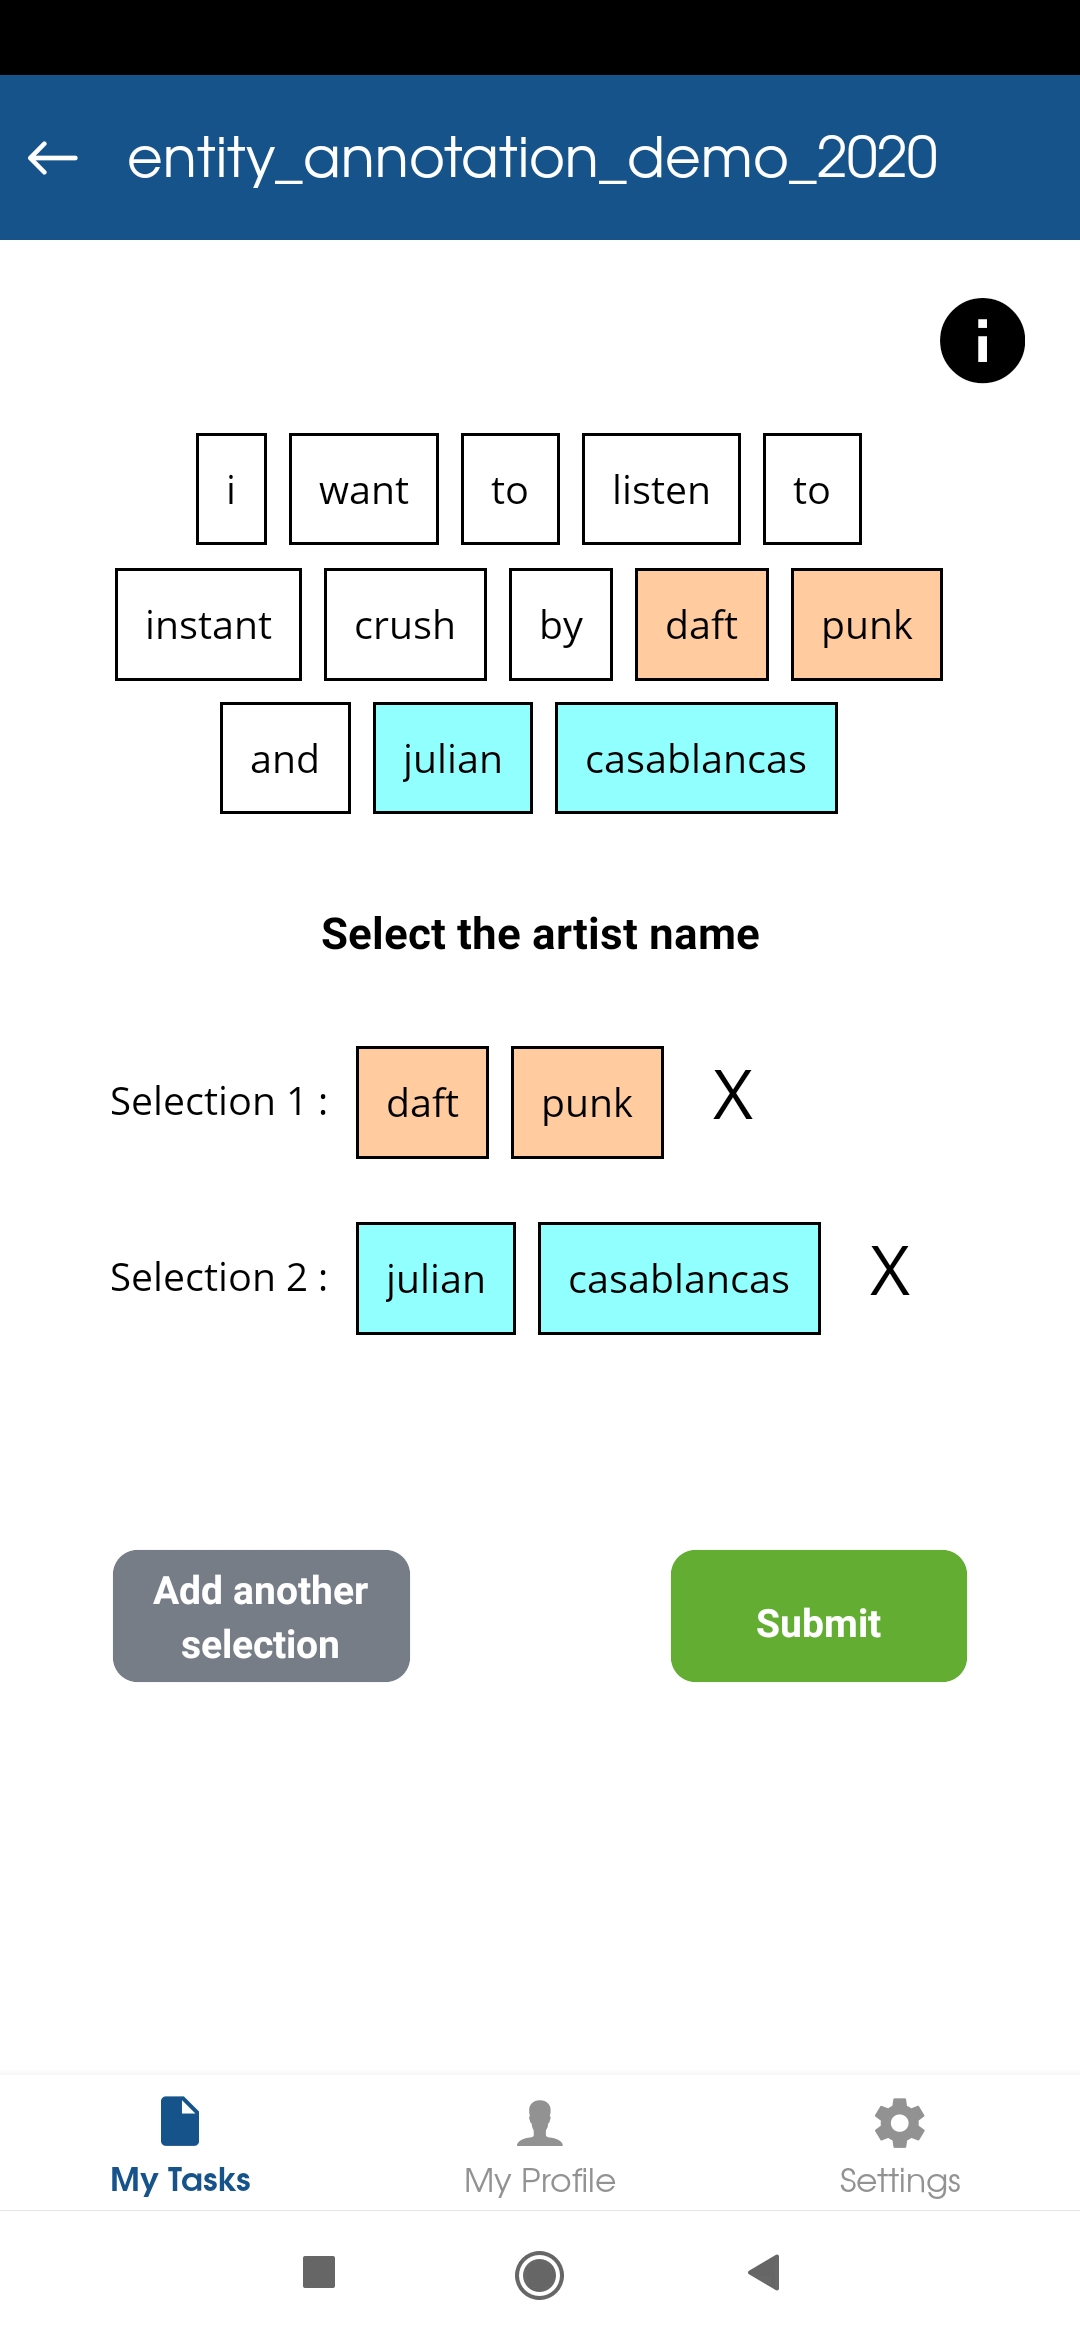 entity_annotation_demo_2020
i
i want to listen to
instant crush by daft punk
and julian casablancas
Select the artist name
Selection 1 : daft punk X
Selection 2 : julian casablancas X
Add another
selection
Submit
My Tasks My Profile Settings